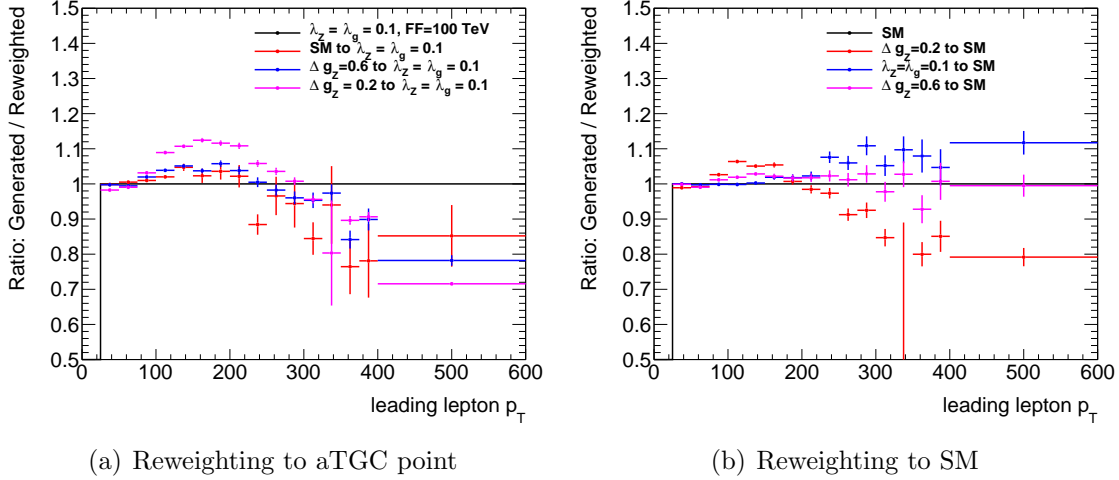 Ratio: Generated / Reweighted
1.5
1.4
1.3
1.2
1.1
1
0.9
0.8
0.7
0.6
0.5
λ_Z = λ_g = 0.1, FF=100 TeV
SM to λ_Z = λ_g = 0.1
Δ g_Z=0.6 to λ_Z = λ_g = 0.1
Δ g_Z = 0.2 to λ_Z = λ_g = 0.1
0 100 200 300 400 500 600
leading lepton p_T
(a) Reweighting to aTGC point
Ratio: Generated / Reweighted
1.5
1.4
1.3
1.2
1.1
1
0.9
0.8
0.7
0.6
0.5
SM
Δ g_Z=0.2 to SM
λ_Z=λ_g=0.1 to SM
Δ g_Z=0.6 to SM
0 100 200 300 400 500 600
leading lepton p_T
(b) Reweighting to SM